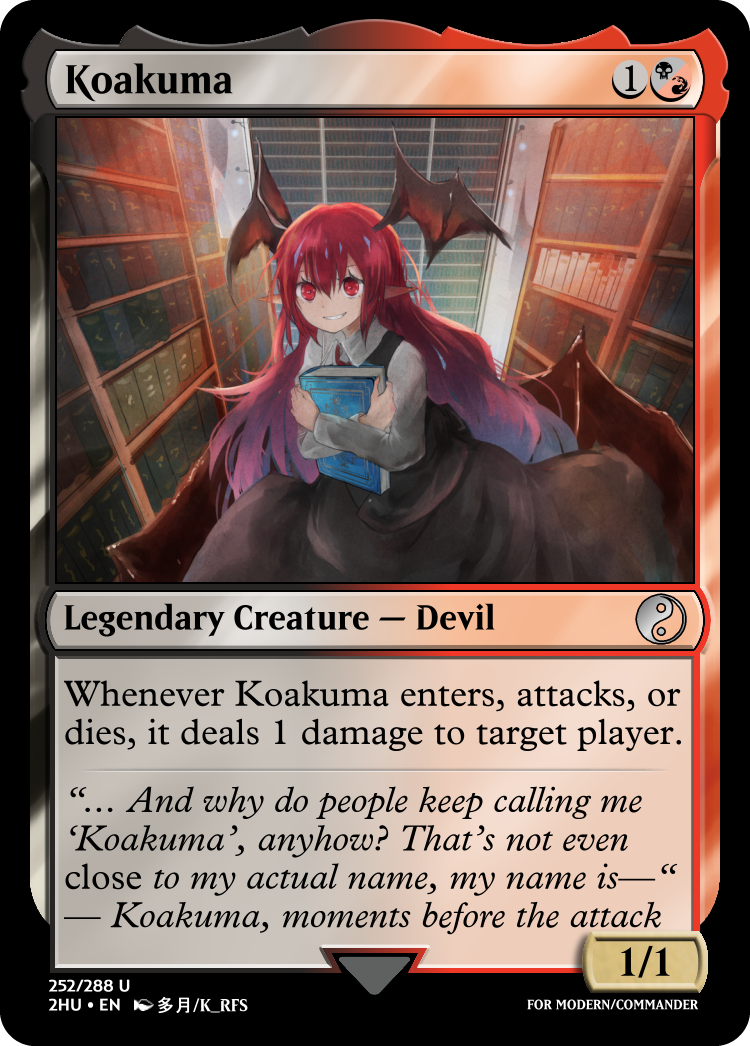 Koakuma
1
Legendary Creature — Devil
Whenever Koakuma enters, attacks, or
dies, it deals 1 damage to target player.
“... And why do people keep calling me
‘Koakuma’, anyhow? That’s not even
close to my actual name, my name is—“
— Koakuma, moments before the attack
1/1
252/288 U
2HU • EN 多月/K_RFS
FOR MODERN/COMMANDER